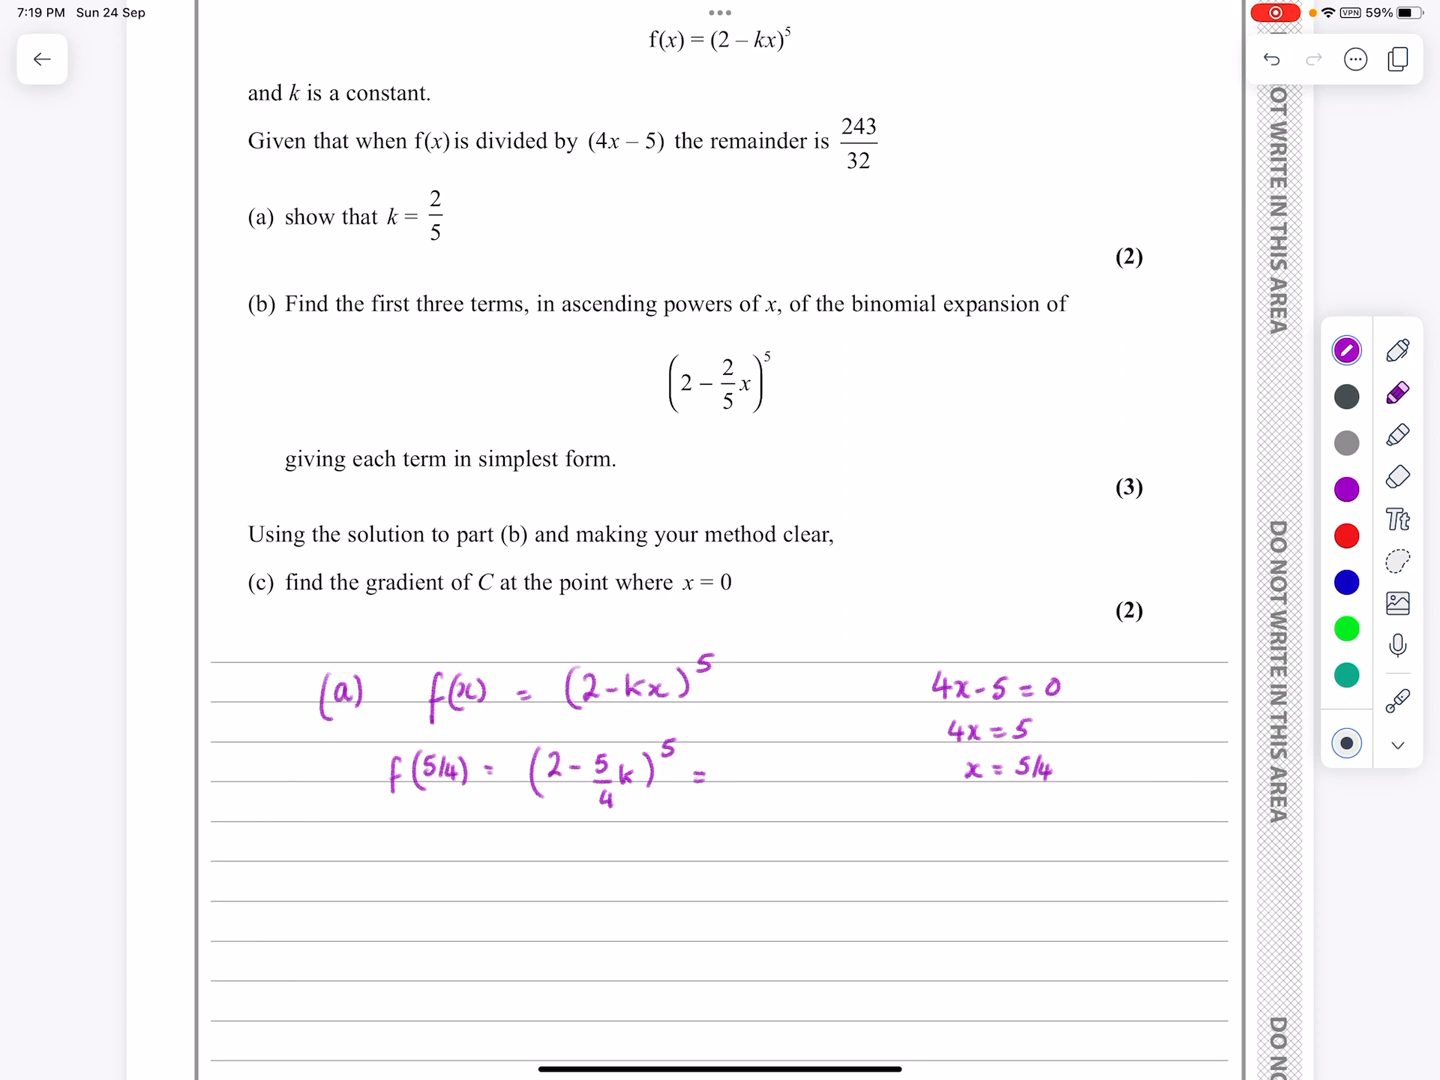 7:19 PM Sun 24 Sep
VPN 59%
f(x) = (2 – kx)⁵
and k is a constant.
Given that when f(x) is divided by (4x – 5) the remainder is 243/32
(a) show that k = 2/5
(2)
(b) Find the first three terms, in ascending powers of x, of the binomial expansion of
(2 – 2/5 x)⁵
giving each term in simplest form.
(3)
Using the solution to part (b) and making your method clear,
(c) find the gradient of C at the point where x = 0
(2)
(a) f(x) = (2-kx)⁵
4x-5 = 0
4x = 5
f(5/4) = (2- 5/4 k)⁵ =
x = 5/4
OT WRITE IN THIS AREA
DO NOT WRITE IN THIS AREA
DO NO
Tt